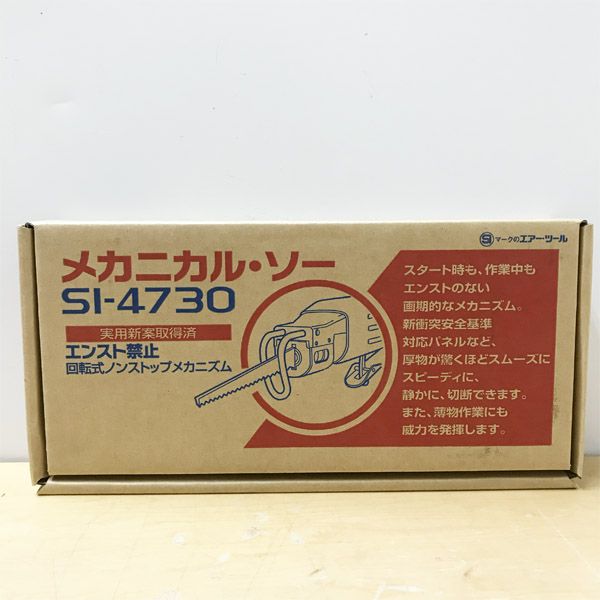 SI マークのエアー・ツール
メカニカル・ソー
SI-4730
実用新案取得済
エンスト禁止
回転式ノンストップメカニズム
スタート時も、作業中も
エンストのない
画期的なメカニズム。
新衝突安全基準
対応パネルなど、
厚物が驚くほどスムーズに
スピーディに、
静かに、切断できます。
また、薄物作業にも
威力を発揮します。